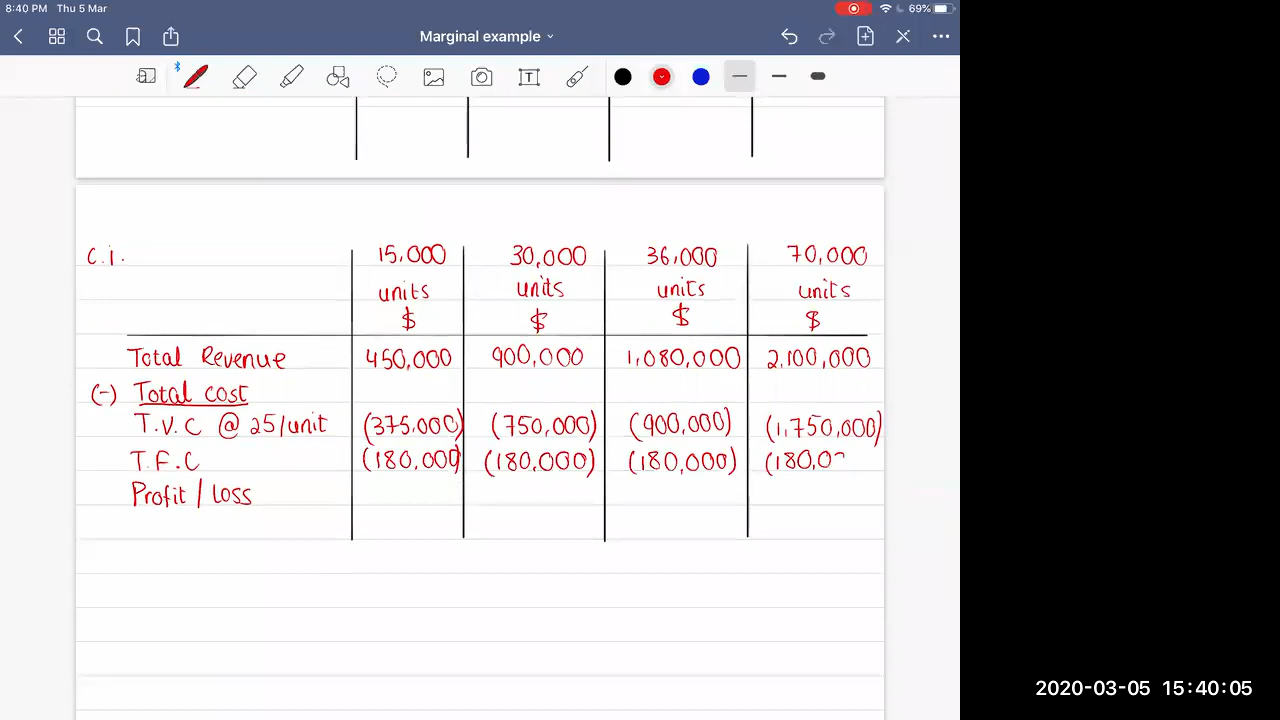 8:40 PM Thu 5 Mar 69%
Marginal example
T
c.i. 15,000 30,000 36,000 70,000
units units units units
$ $ $ $
Total Revenue 450,000 900,000 1,080,000 2,100,000
(-) Total cost
T.V.C @ 25/unit (375,000) (750,000) (900,000) (1,750,000)
T.F.C (180,000) (180,000) (180,000) (180,0
Profit / loss
2020-03-05 15:40:05